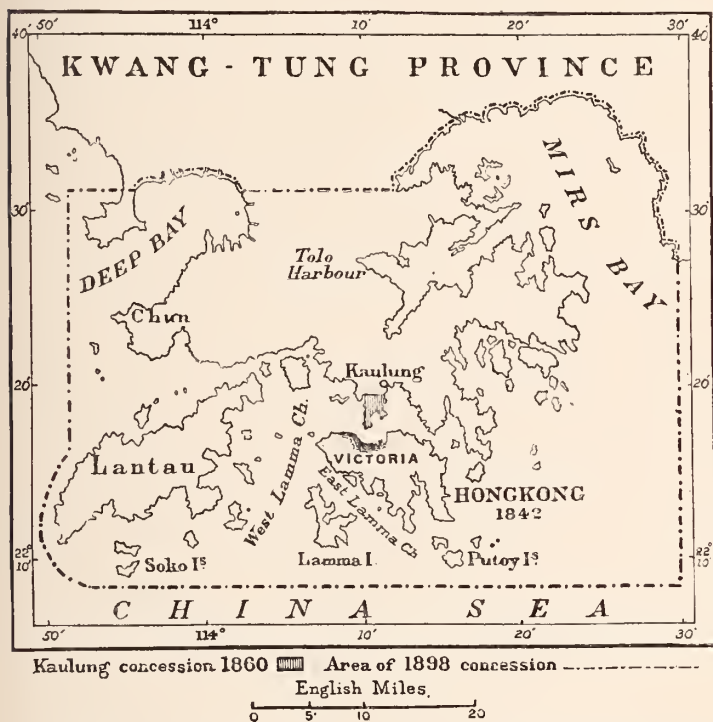 50′ 114° 10′ 20′ 30′
40′ 40′
KWANG-TUNG PROVINCE
MIRS BAY
30′ 30′
DEEP BAY
Tolo
Harbour
Chun
Kaulung
26′ 26′
VICTORIA
Lantau
West Lamma Ch.
East Lamma Ch
HONGKONG
1842
22°
10′
22°
10′
Soko Iˢ.
Lamma I.
Putoy Iˢ.
CHINA SEA
50′ 114° 10′ 20′ 30′
Kaulung concession 1860 Area of 1898 concession
English Miles.
0 5 10 20